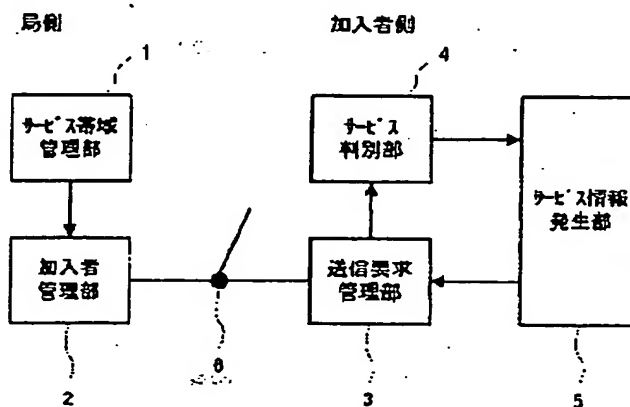 局側
加入者側
1
4
サービス帯域
管理部
サービス
判別部
サービス情報
発生部
加入者
管理部
送信要求
管理部
2
3
5